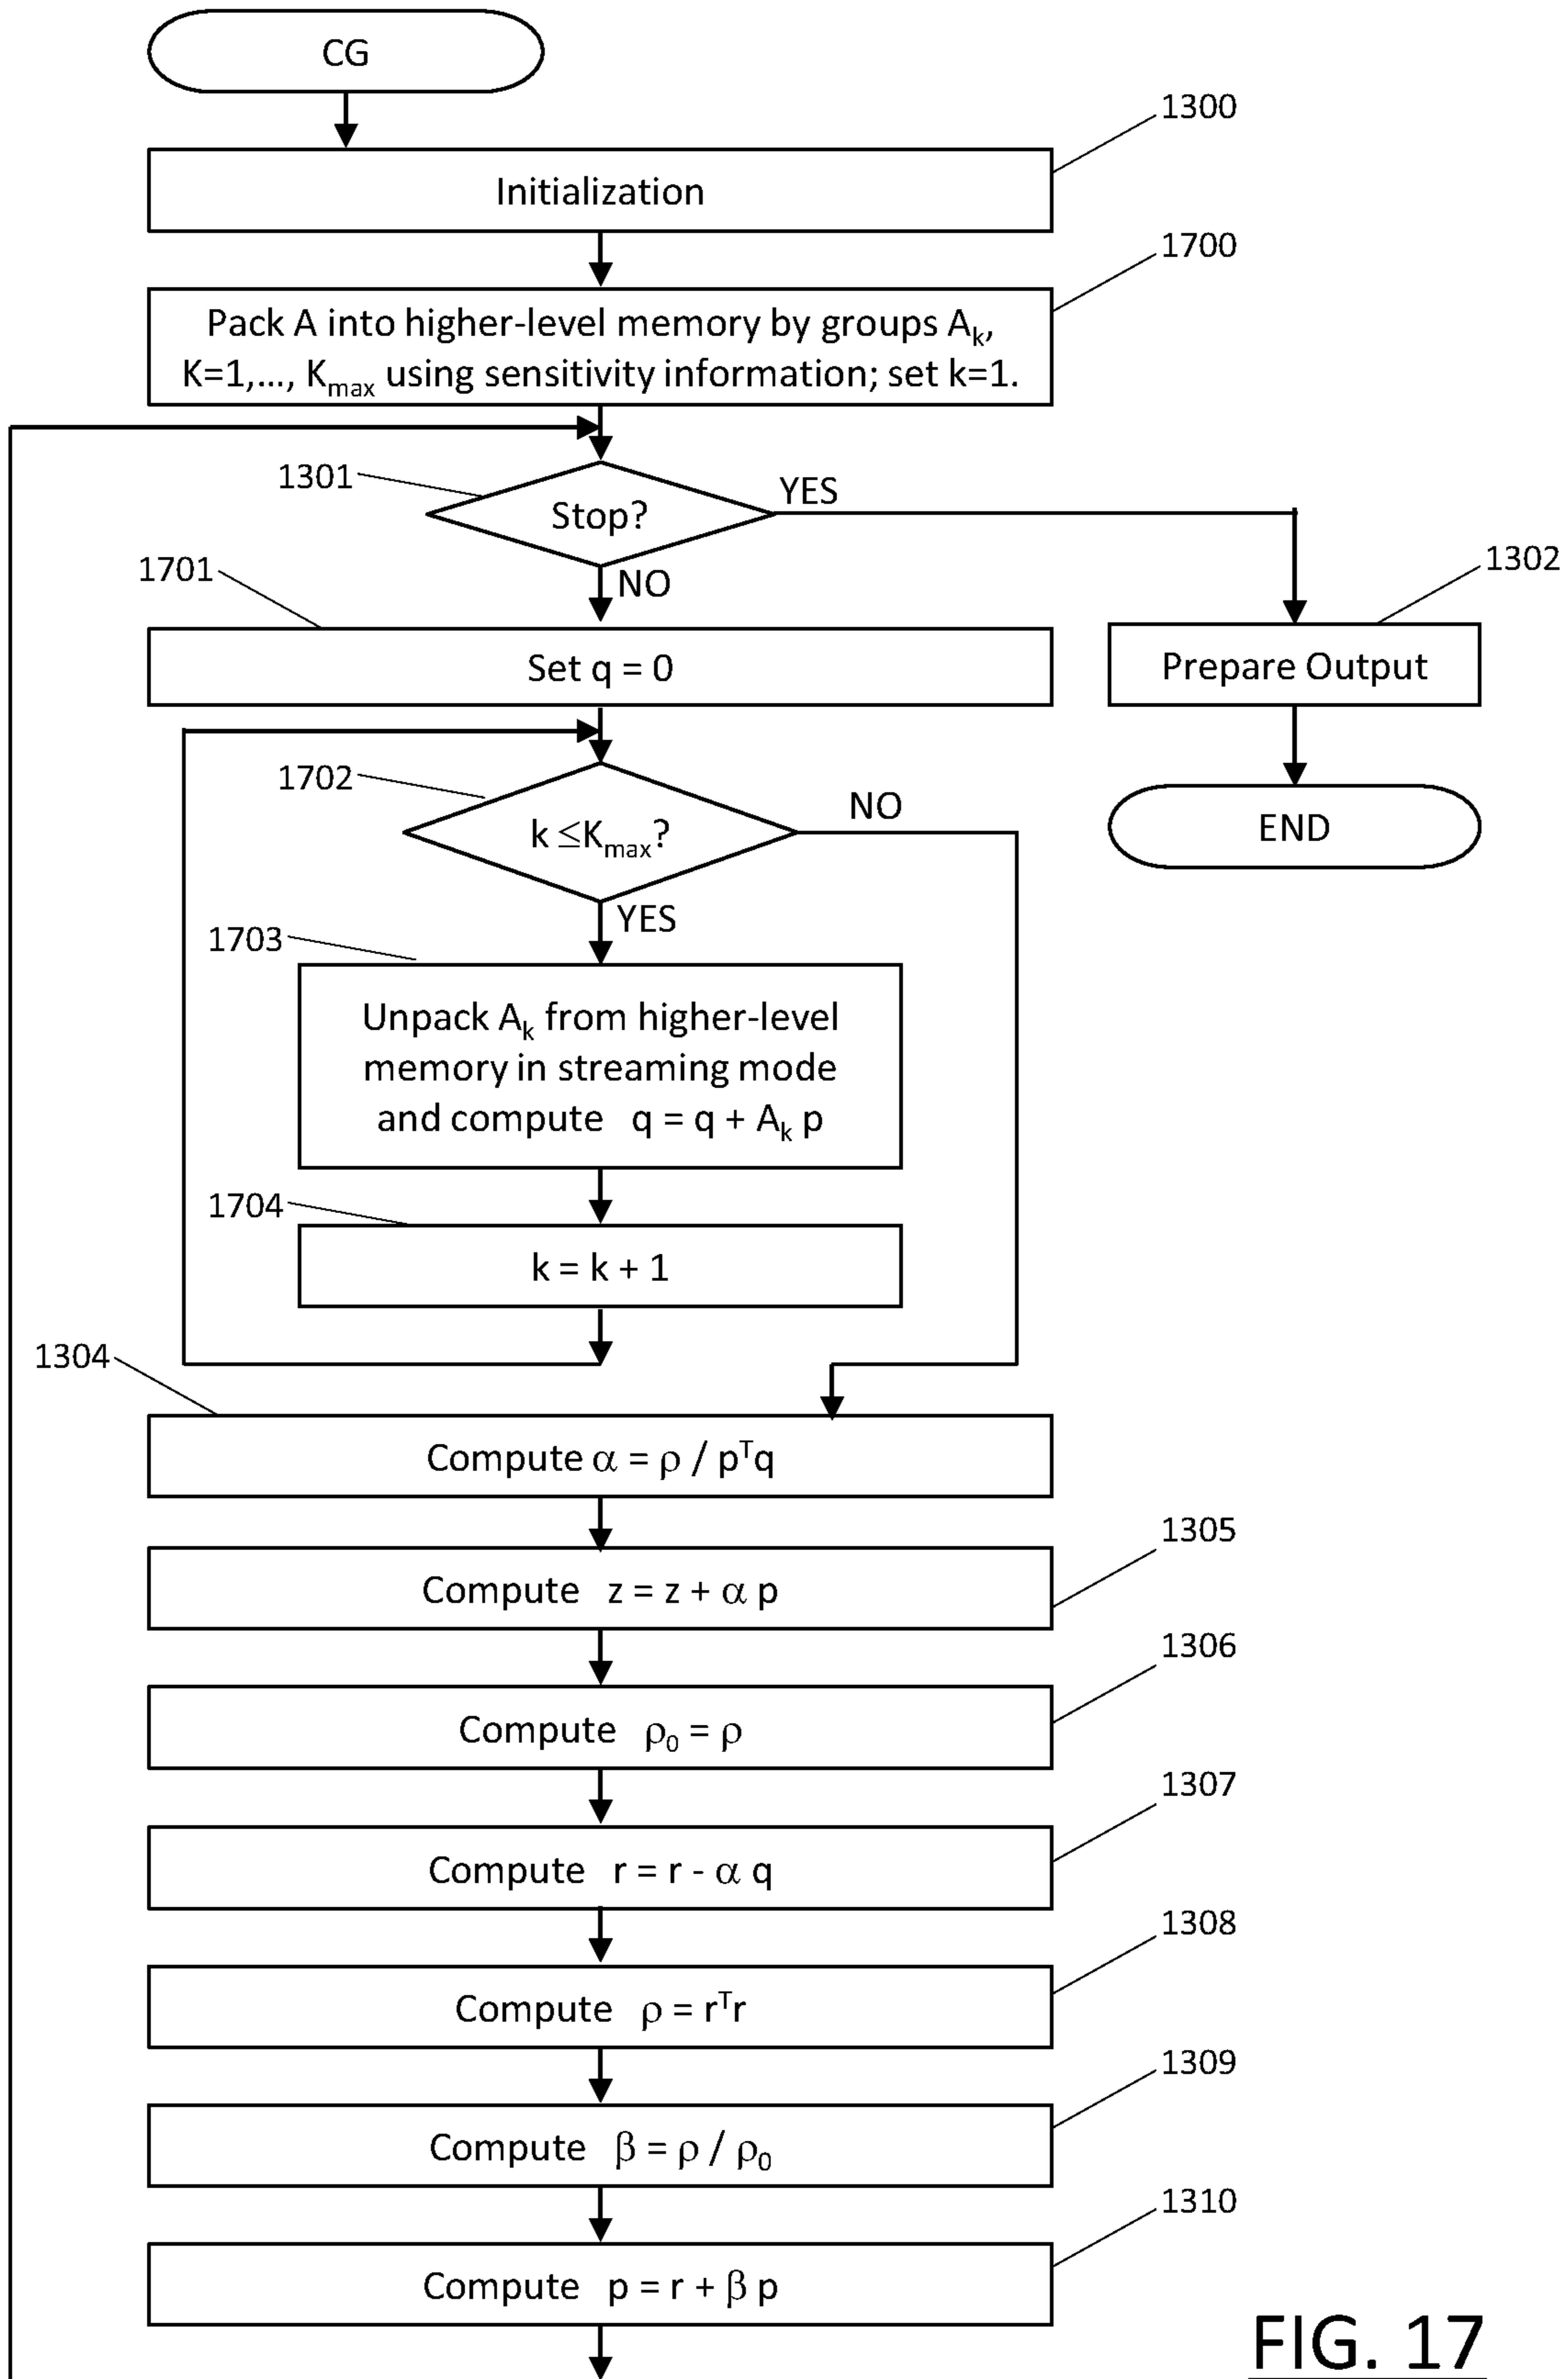 CG
1300
Initialization
1700
Pack A into higher-level memory by groups Aₖ,
K=1,..., Kmax using sensitivity information; set k=1.
1301
Stop?
YES
NO
1701
1302
Set q = 0
Prepare Output
1702
k ≤Kmax?
NO
END
YES
1703
Unpack Aₖ from higher-level
memory in streaming mode
and compute q = q + Aₖ p
1704
k = k + 1
1304
Compute α = ρ / pᵀq
1305
Compute z = z + α p
1306
Compute ρ₀ = ρ
1307
Compute r = r - α q
1308
Compute ρ = rᵀr
1309
Compute β = ρ / ρ₀
1310
Compute p = r + β p
FIG. 17